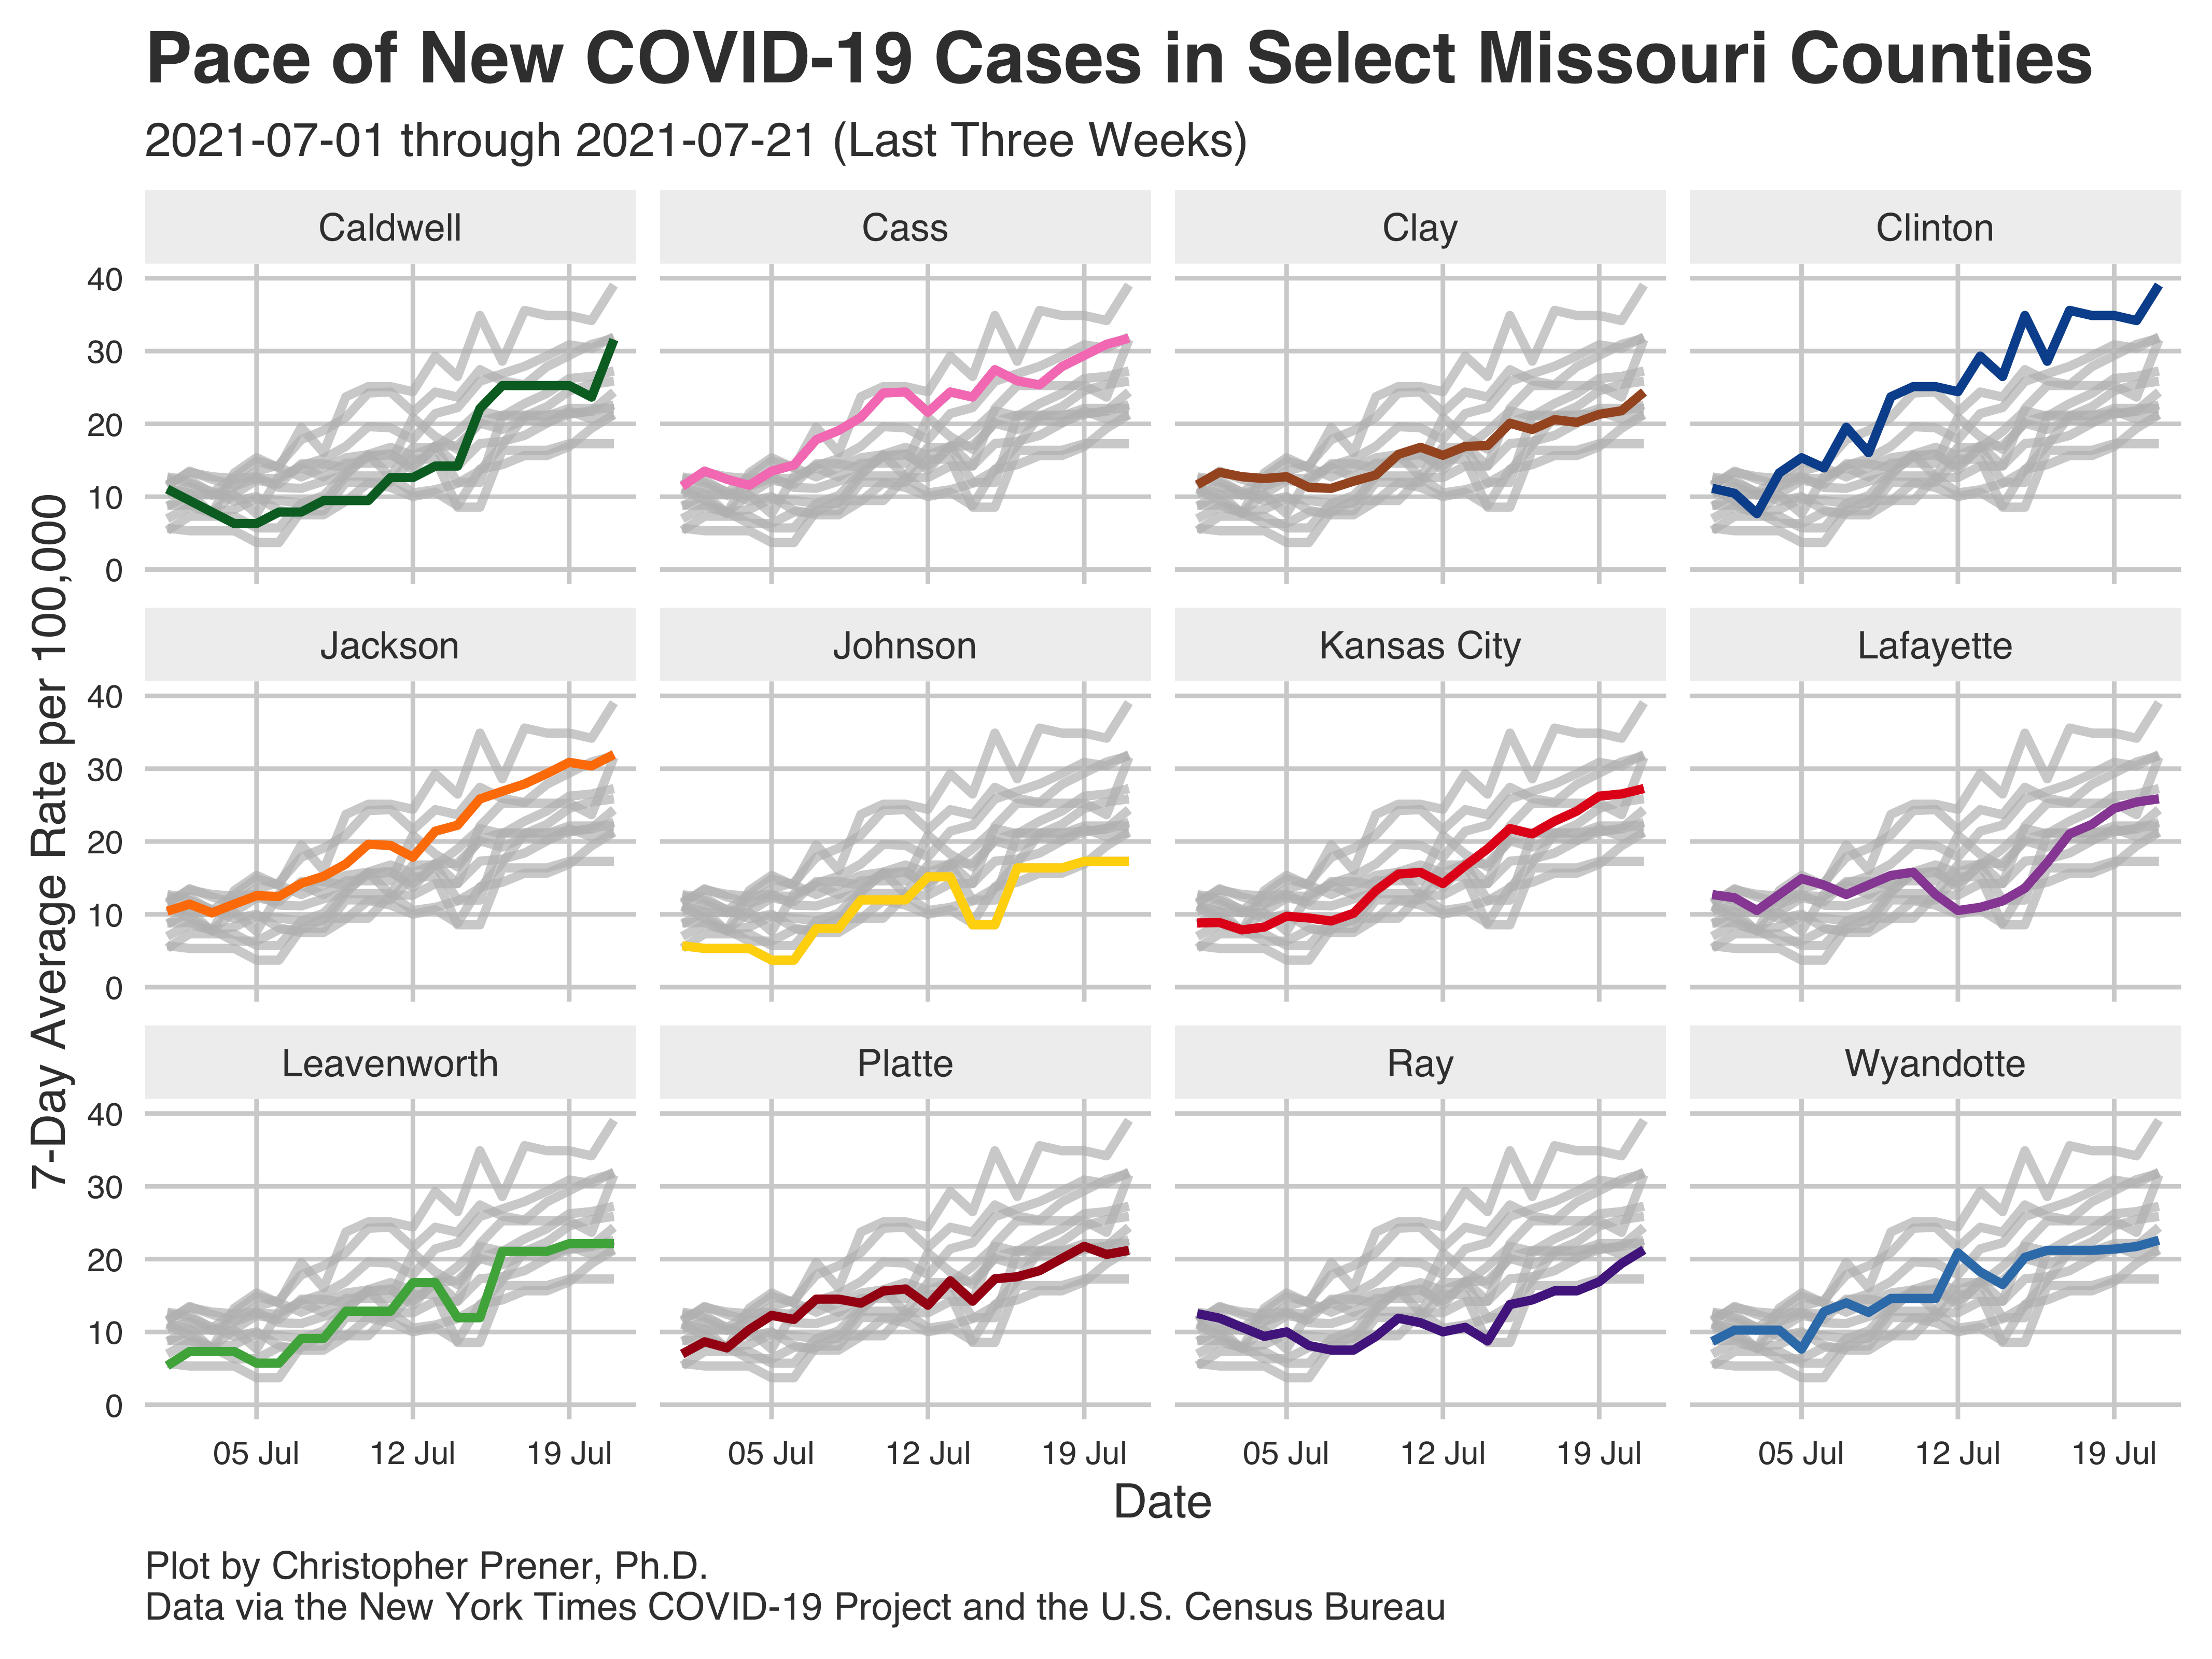 Pace of New COVID-19 Cases in Select Missouri Counties
2021-07-01 through 2021-07-21 (Last Three Weeks)
7-Day Average Rate per 100,000
Caldwell
Cass
Clay
Clinton
40
30
20
10
0
Jackson
Johnson
Kansas City
Lafayette
40
30
20
10
0
Leavenworth
Platte
Ray
Wyandotte
40
30
20
10
0
05 Jul 12 Jul 19 Jul
05 Jul 12 Jul 19 Jul
05 Jul 12 Jul 19 Jul
05 Jul 12 Jul 19 Jul
Date
Plot by Christopher Prener, Ph.D.
Data via the New York Times COVID-19 Project and the U.S. Census Bureau